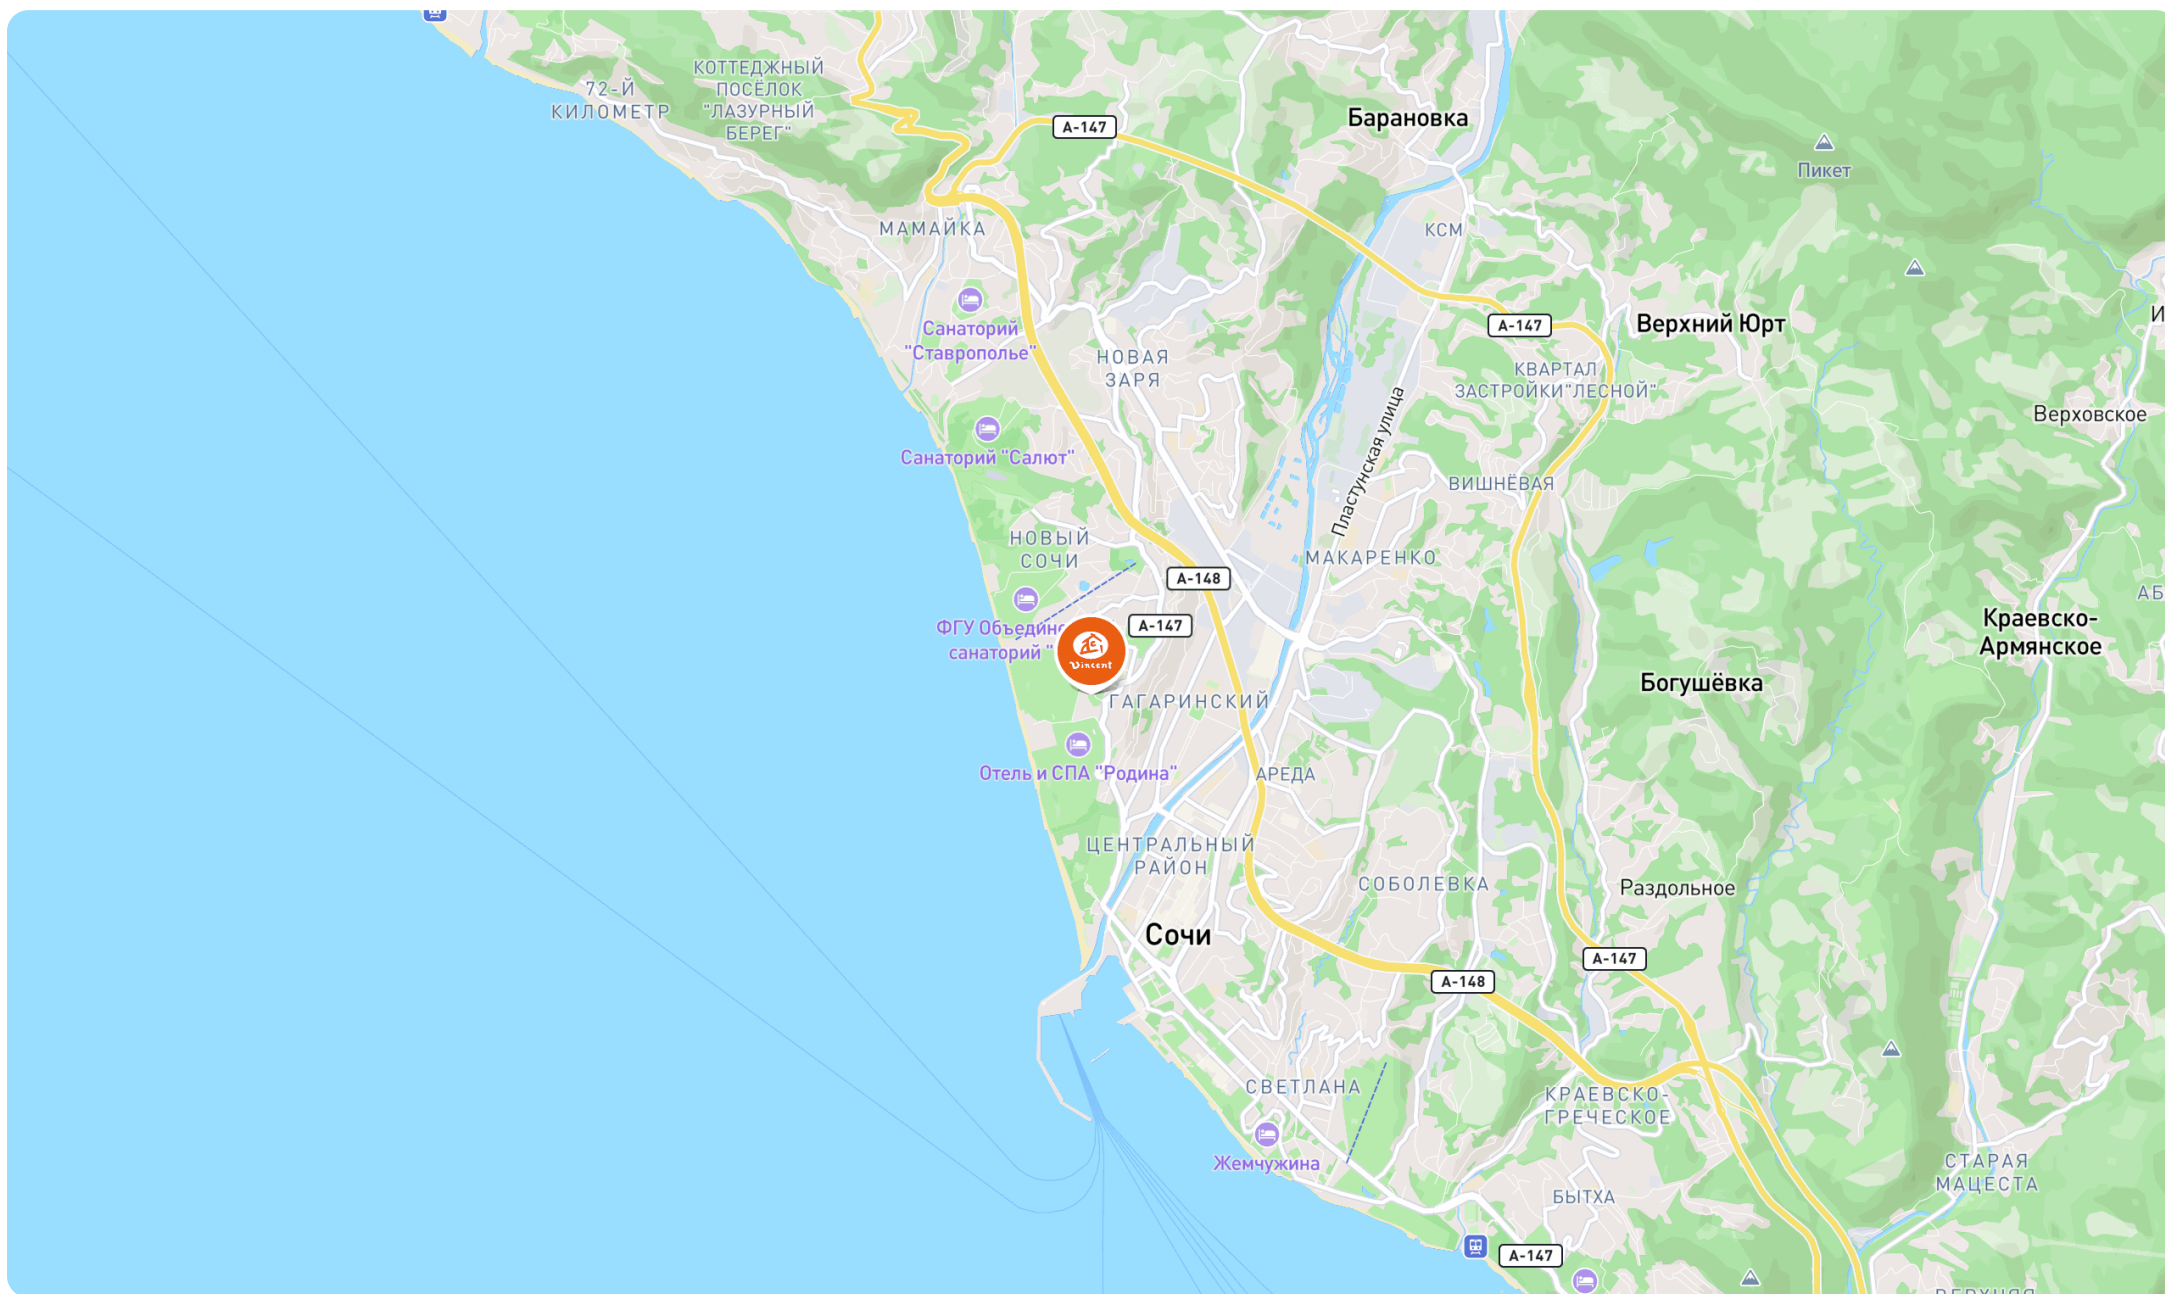 72-Й
КИЛОМЕТР
КОТТЕДЖНЫЙ
ПОСЁЛОК
"ЛАЗУРНЫЙ
БЕРЕГ"
А-147
Барановка
Пикет
МАМАЙКА
КСМ
Санаторий
"Ставрополье"
А-147
Верхний Юрт
И
НОВАЯ
ЗАРЯ
КВАРТАЛ
ЗАСТРОЙКИ"ЛЕСНОЙ"
Верховское
Пластунская улица
Санаторий "Салют"
ВИШНЁВАЯ
НОВЫЙ
СОЧИ
МАКАРЕНКО
А-148
АБ
А-147
ФГУ Объедине
санаторий "
Vincent
Краевско-
Армянское
Богушёвка
ГАГАРИНСКИЙ
Отель и СПА "Родина"
АРЕДА
ЦЕНТРАЛЬНЫЙ
РАЙОН
СОБОЛЕВКА
Раздольное
Сочи
А-147
А-148
СВЕТЛАНА
КРАЕВСКО-
ГРЕЧЕСКОЕ
Жемчужина
СТАРАЯ
МАЦЕСТА
БЫТХА
А-147